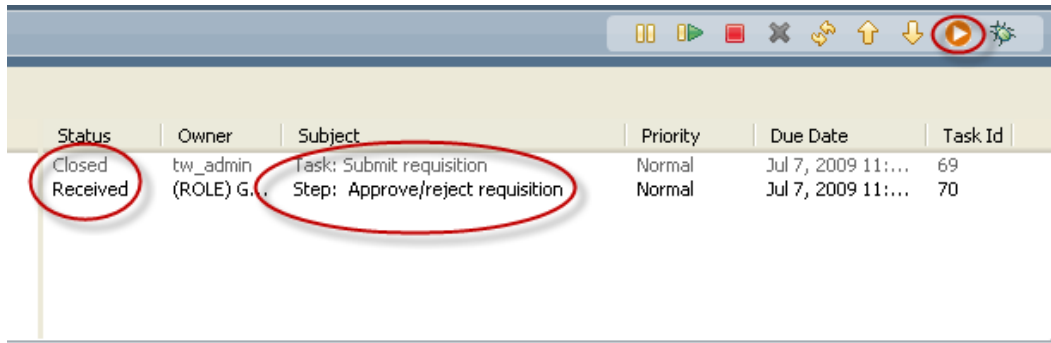 Status Owner Subject Priority Due Date Task Id
Closed tw_admin Task: Submit requisition Normal Jul 7, 2009 11:... 69
Received (ROLE) G... Step: Approve/reject requisition Normal Jul 7, 2009 11:... 70